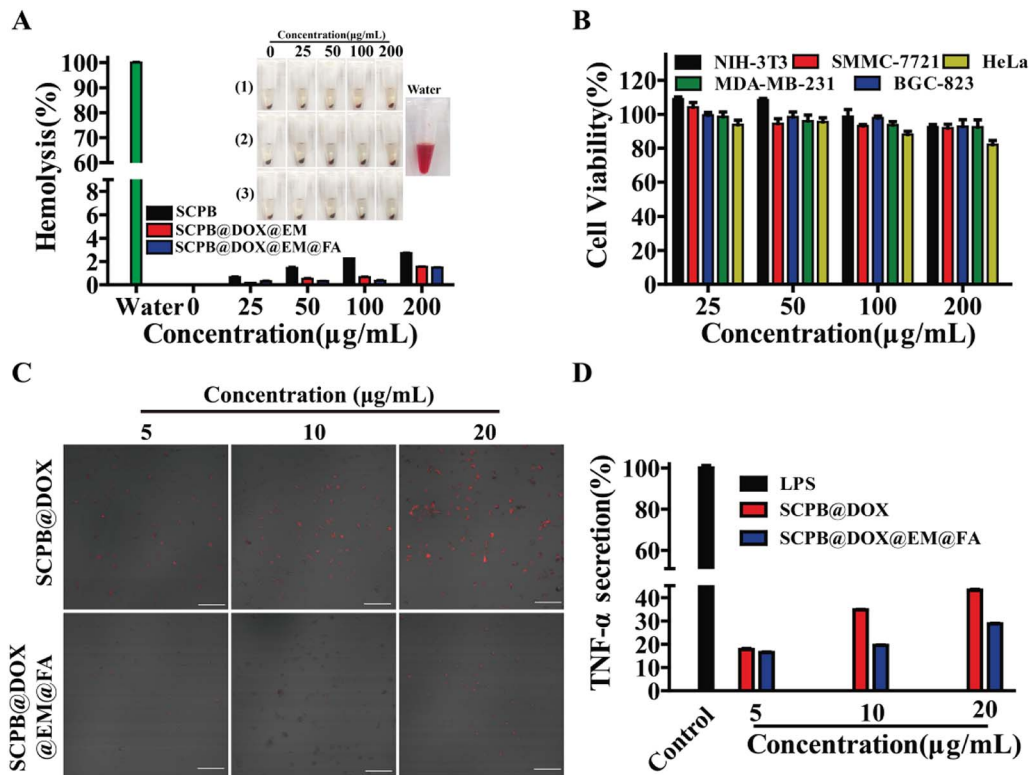 A
Hemolysis(%)
100
90
80
70
60
8
6
4
2
0
Concentration(μg/mL)
0 25 50 100 200
(1)
(2)
(3)
Water
SCPB
SCPB@DOX@EM
SCPB@DOX@EM@FA
Water 0 25 50 100 200
Concentration(μg/mL)
B
Cell Viability(%)
NIH-3T3 SMMC-7721 HeLa
MDA-MB-231 BGC-823
120
100
80
60
40
20
0
25 50 100 200
Concentration(μg/mL)
C
Concentration (μg/mL)
5 10 20
SCPB@DOX
SCPB@DOX
@EM@FA
D
TNF-α secretion(%)
100
80
60
40
30
20
10
0
LPS
SCPB@DOX
SCPB@DOX@EM@FA
Control 5 10 20
Concentration(μg/mL)